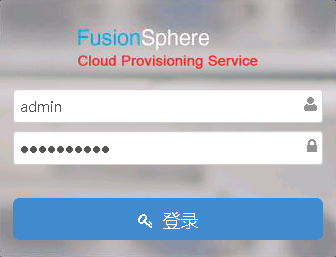 FusionSphere
Cloud Provisioning Service
admin
●●●●●●●●●●
登录